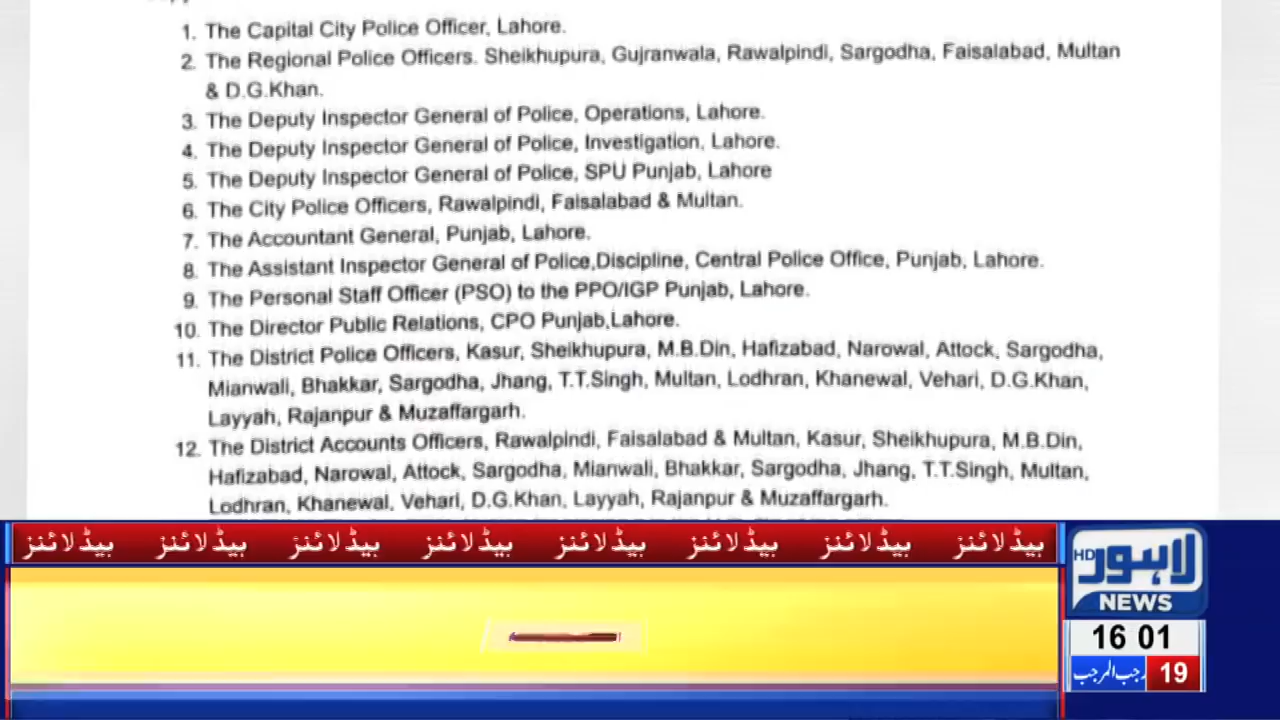 1. The Capital City Police Officer, Lahore.
2. The Regional Police Officers. Sheikhupura, Gujranwala, Rawalpindi, Sargodha, Faisalabad, Multan
& D.G.Khan.
3. The Deputy Inspector General of Police, Operations, Lahore.
4. The Deputy Inspector General of Police, Investigation, Lahore.
5. The Deputy Inspector General of Police, SPU Punjab, Lahore
6. The City Police Officers, Rawalpindi, Faisalabad & Multan.
7. The Accountant General, Punjab, Lahore.
8. The Assistant Inspector General of Police,Discipline, Central Police Office, Punjab, Lahore.
9. The Personal Staff Officer (PSO) to the PPO/IGP Punjab, Lahore.
10. The Director Public Relations, CPO Punjab,Lahore.
11. The District Police Officers, Kasur, Sheikhupura, M.B.Din, Hafizabad, Narowal, Attock, Sargodha,
Mianwali, Bhakkar, Sargodha, Jhang, T.T.Singh, Multan, Lodhran, Khanewal, Vehari, D.G.Khan,
Layyah, Rajanpur & Muzaffargarh.
12. The District Accounts Officers, Rawalpindi, Faisalabad & Multan, Kasur, Sheikhupura, M.B.Din,
Hafizabad, Narowal, Attock, Sargodha, Mianwali, Bhakkar, Sargodha, Jhang, T.T.Singh, Multan,
Lodhran, Khanewal, Vehari, D.G.Khan, Layyah, Rajanpur & Muzaffargarh.
ہیڈلائنز ہیڈلائنز ہیڈلائنز ہیڈلائنز ہیڈلائنز ہیڈلائنز ہیڈلائنز ہیڈلائنز
لاہور HD
NEWS
16 01
19 رجب المرجب